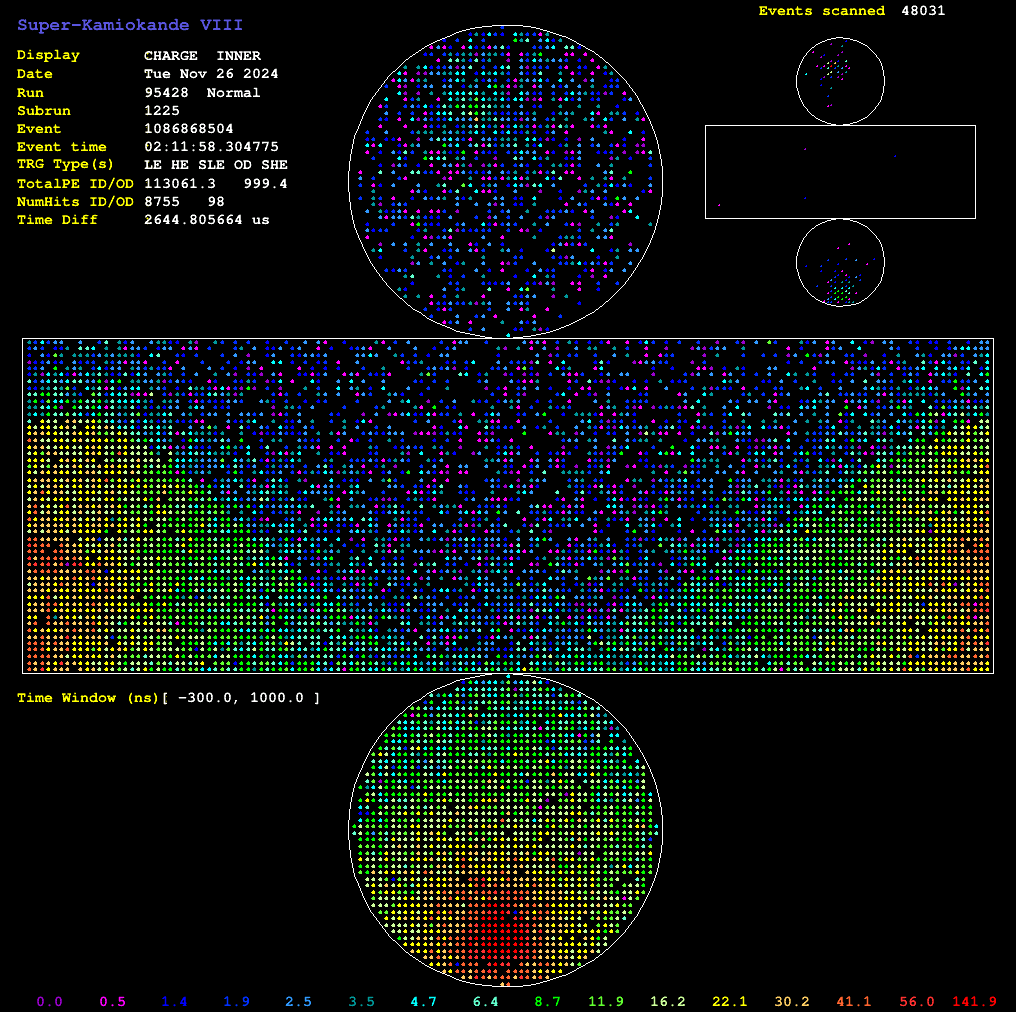 Super-Kamiokande VIII
Events scanned 48031
Display CHARGE INNER
Date Tue Nov 26 2024
Run 95428 Normal
Subrun 1225
Event 1086868504
Event time 02:11:58.304775
TRG Type(s) LE HE SLE OD SHE
TotalPE ID/OD 113061.3 999.4
NumHits ID/OD 8755 98
Time Diff 2644.805664 us
Time Window (ns)[ -300.0, 1000.0 ]
0.0 0.5 1.4 1.9 2.5 3.5 4.7 6.4 8.7 11.9 16.2 22.1 30.2 41.1 56.0 141.9